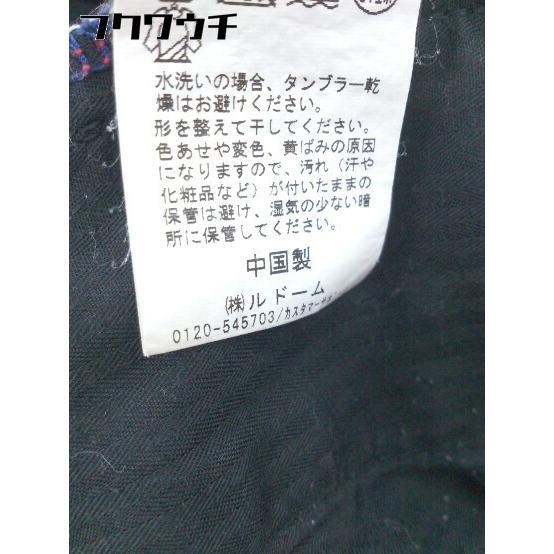 フクウウチ
水洗いの場合、タンブラー乾
燥はお避けください。
形を整えて干してください。
色あせや変色、黄ばみの原因
になりますので、汚れ（汗や
化粧品など）が付いたままの
保管は避け、湿気の少ない暗
所に保管してください。
中国製
㈱ルドーム
0120-545703/カスタマー